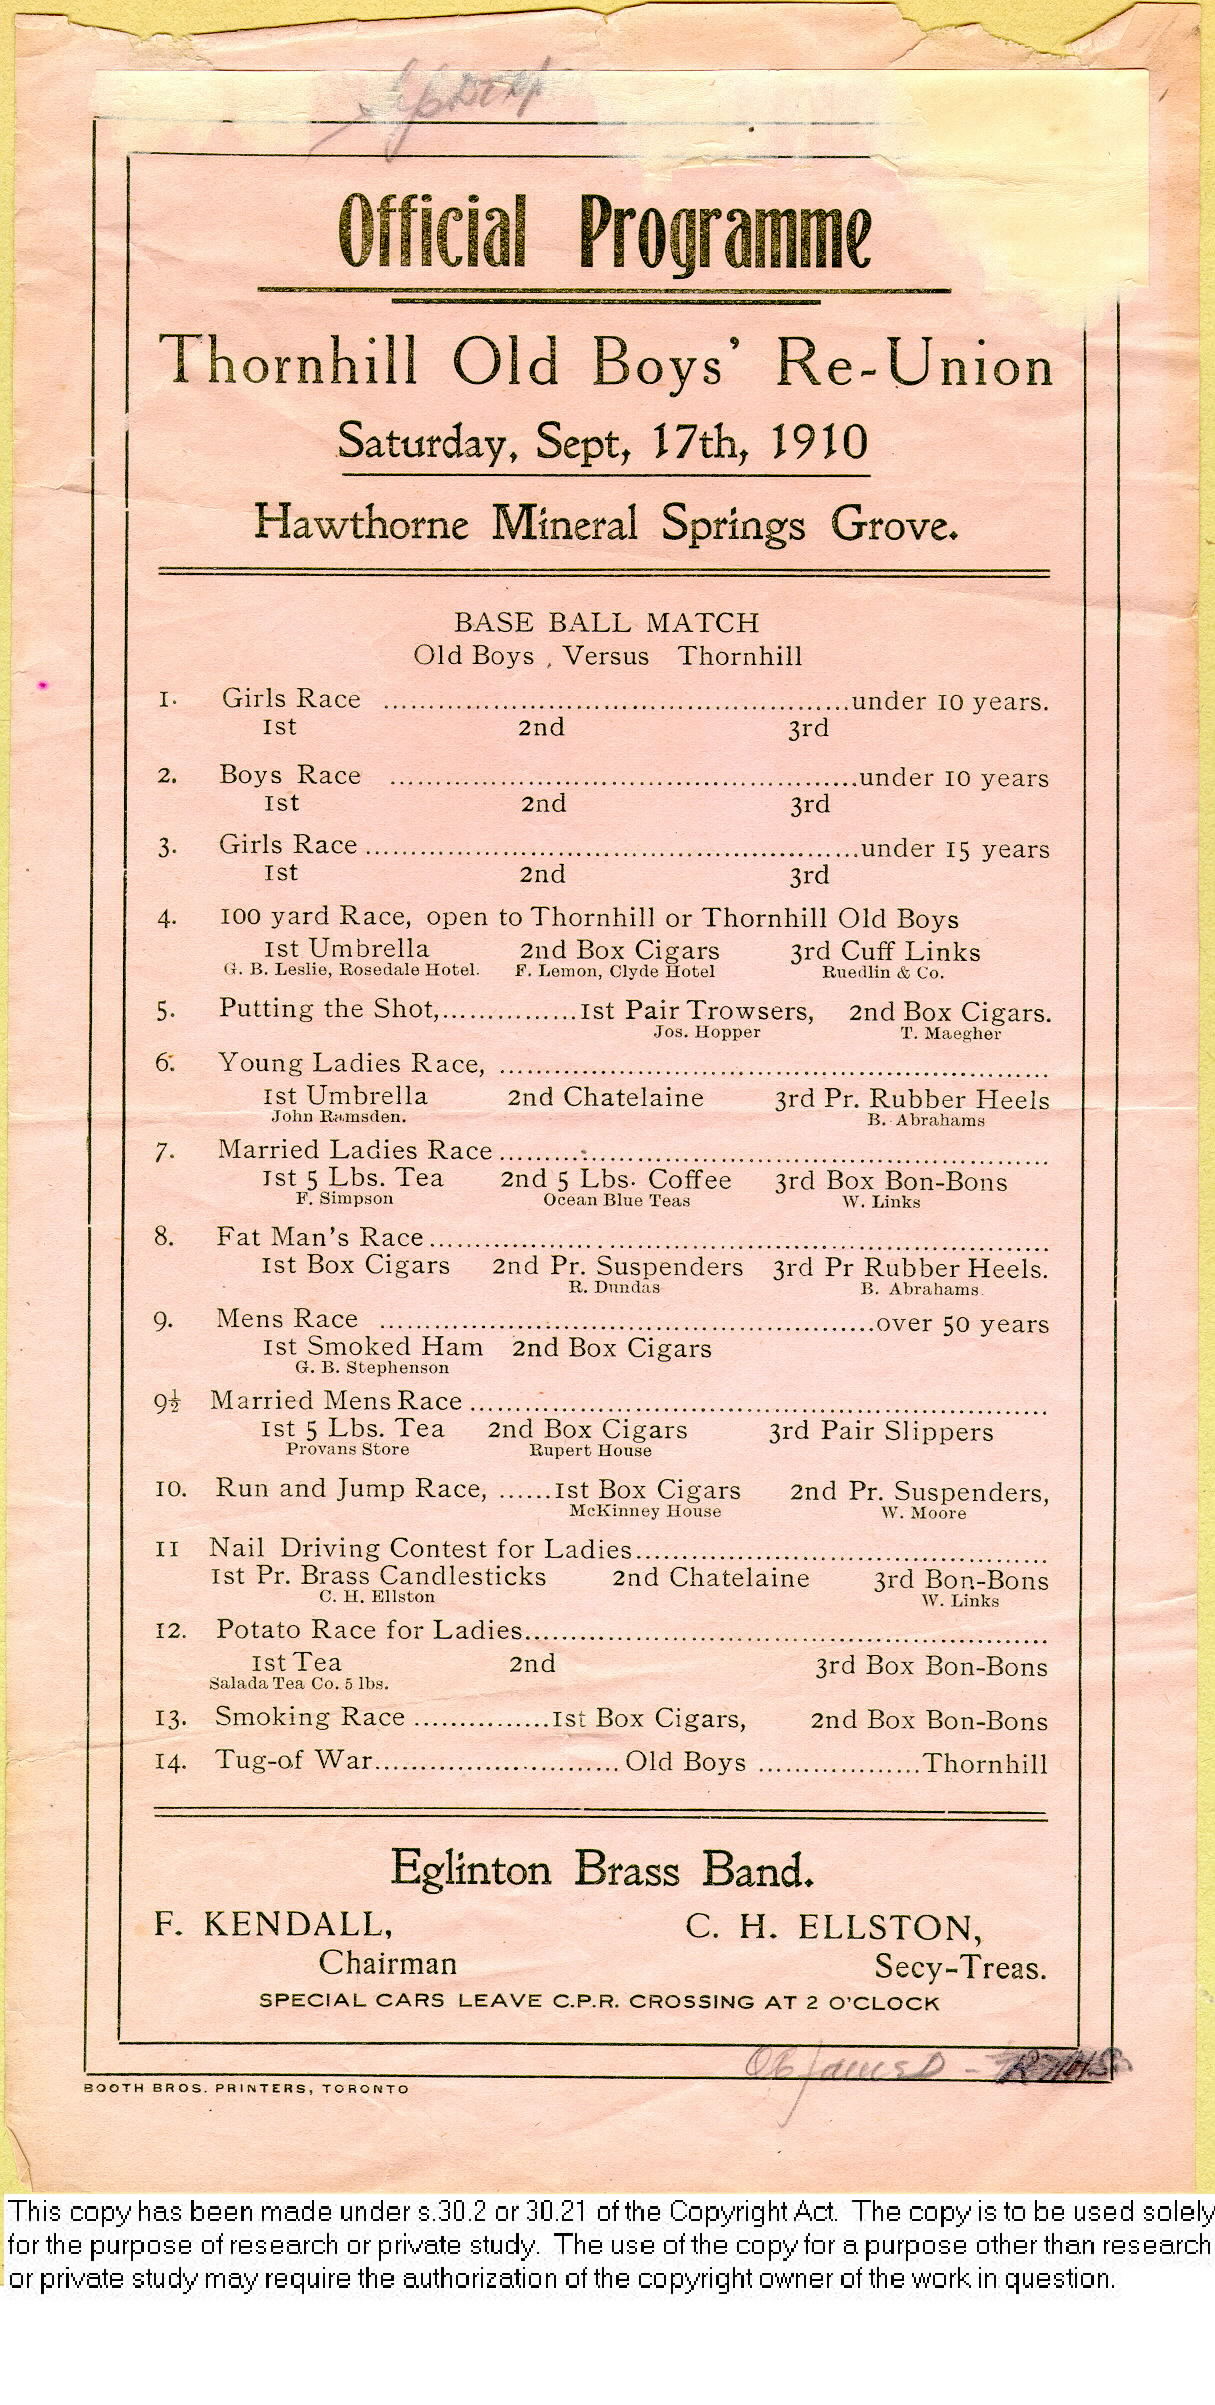 Official Programme
Thornhill Old Boys' Re-Union
Saturday, Sept, 17th, 1910
Hawthorne Mineral Springs Grove.
BASE BALL MATCH
Old Boys , Versus Thornhill
1. Girls Race ....................................................under 10 years.
1st 2nd 3rd
2. Boys Race ....................................................under 10 years
1st 2nd 3rd
3. Girls Race .......................................................under 15 years
1st 2nd 3rd
4. 100 yard Race, open to Thornhill or Thornhill Old Boys
1st Umbrella 2nd Box Cigars 3rd Cuff Links
G. B. Leslie, Rosedale Hotel. F. Lemon, Clyde Hotel Ruedlin & Co.
5. Putting the Shot,...............1st Pair Trowsers, 2nd Box Cigars.
Jos. Hopper T. Maegher
6. Young Ladies Race, .............................................................
1st Umbrella 2nd Chatelaine 3rd Pr. Rubber Heels
John Ramsden. B. Abrahams
7. Married Ladies Race .............................................................
1st 5 Lbs. Tea 2nd 5 Lbs. Coffee 3rd Box Bon-Bons
F. Simpson Ocean Blue Teas W. Links
8. Fat Man's Race.....................................................................
1st Box Cigars 2nd Pr. Suspenders 3rd Pr Rubber Heels.
R. Dundas B. Abrahams.
9. Mens Race .......................................................over 50 years
1st Smoked Ham 2nd Box Cigars
G. B. Stephenson
9½ Married Mens Race ................................................................
1st 5 Lbs. Tea 2nd Box Cigars 3rd Pair Slippers
Provans Store Rupert House
10. Run and Jump Race, ......1st Box Cigars 2nd Pr. Suspenders,
McKinney House W. Moore
11 Nail Driving Contest for Ladies..............................................
1st Pr. Brass Candlesticks 2nd Chatelaine 3rd Bon-Bons
C. H. Ellston W. Links
12. Potato Race for Ladies..........................................................
1st Tea 2nd 3rd Box Bon-Bons
Salada Tea Co. 5 lbs.
13. Smoking Race ...............1st Box Cigars, 2nd Box Bon-Bons
14. Tug-of War........................... Old Boys ..................Thornhill
Eglinton Brass Band.
F. KENDALL, C. H. ELLSTON,
Chairman Secy-Treas.
SPECIAL CARS LEAVE C.P.R. CROSSING AT 2 O'CLOCK
BOOTH BROS. PRINTERS, TORONTO
This copy has been made under s.30.2 or 30.21 of the Copyright Act. The copy is to be used solely
for the purpose of research or private study. The use of the copy for a purpose other than research
or private study may require the authorization of the copyright owner of the work in question.